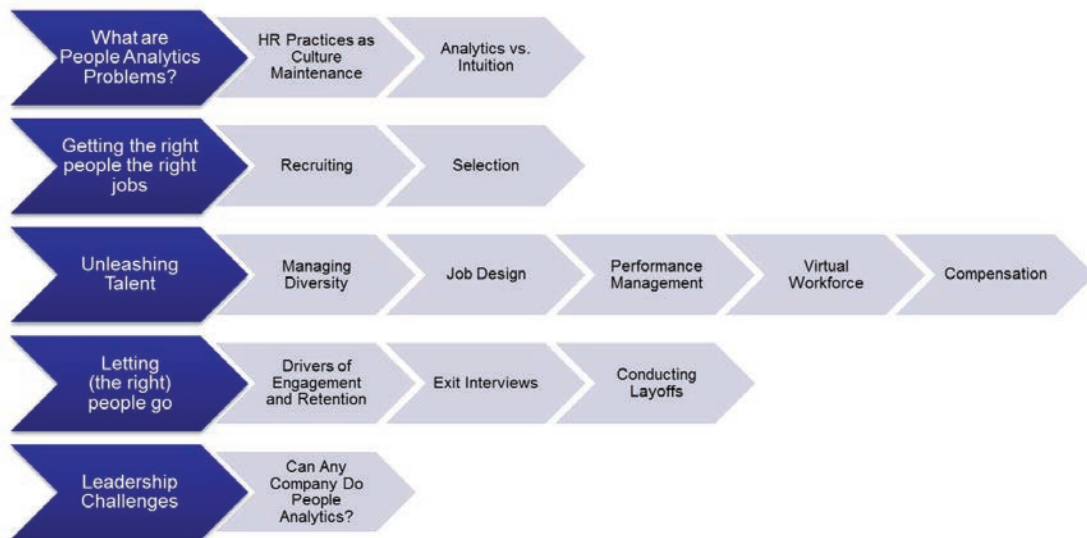 What are
People Analytics
Problems?
HR Practices as
Culture
Maintenance
Analytics vs.
Intuition
Getting the right
people the right
jobs
Recruiting
Selection
Unleashing
Talent
Managing
Diversity
Job Design
Performance
Management
Virtual
Workforce
Compensation
Letting
(the right)
people go
Drivers of
Engagement
and Retention
Exit Interviews
Conducting
Layoffs
Leadership
Challenges
Can Any
Company Do
People
Analytics?